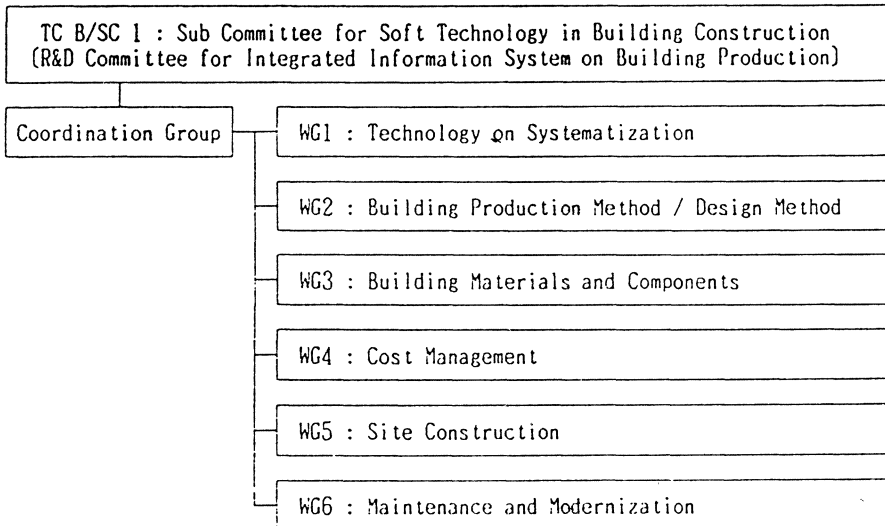 TC B/SC 1 : Sub Committee for Soft Technology in Building Construction
(R&D Committee for Integrated Information System on Building Production)
Coordination Group
WG1 : Technology on Systematization
WG2 : Building Production Method / Design Method
WG3 : Building Materials and Components
WG4 : Cost Management
WG5 : Site Construction
WG6 : Maintenance and Modernization